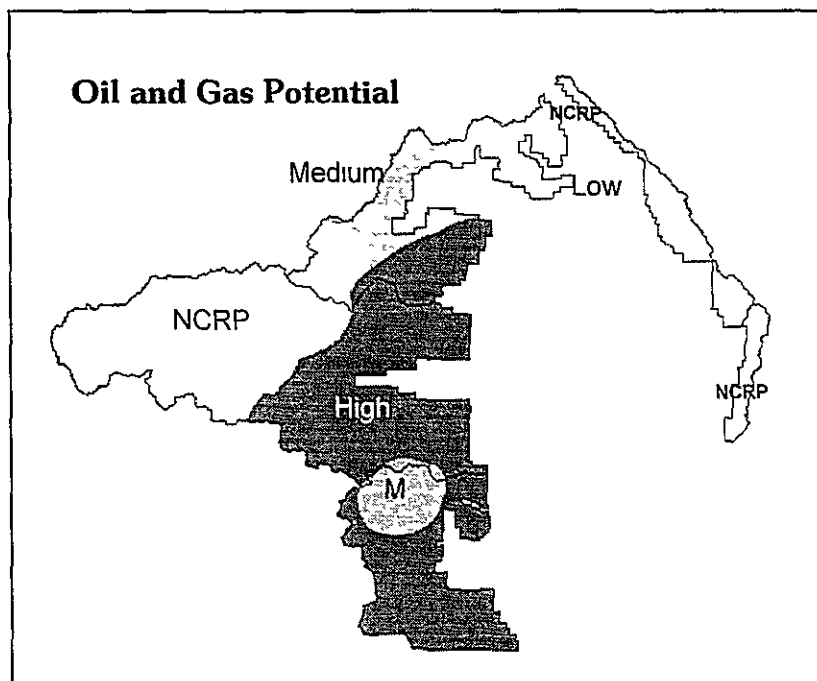 Oil and Gas Potential
NCRP
Medium
LOW
NCRP
High
NCRP
M